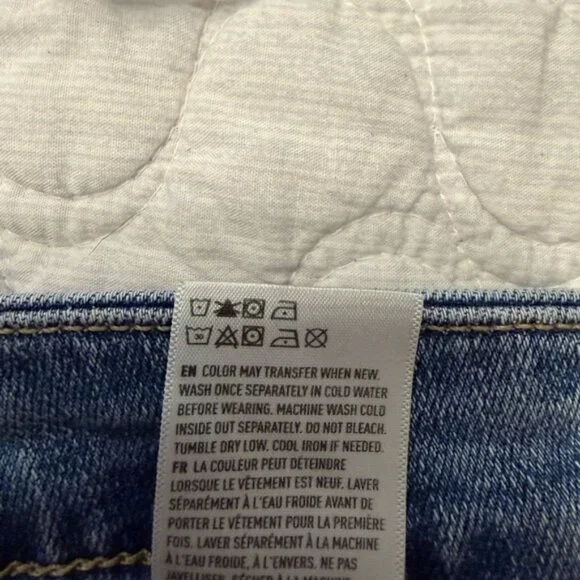 EN COLOR MAY TRANSFER WHEN NEW.
WASH ONCE SEPARATELY IN COLD WATER
BEFORE WEARING. MACHINE WASH COLD
INSIDE OUT SEPARATELY. DO NOT BLEACH.
TUMBLE DRY LOW. COOL IRON IF NEEDED.
FR LA COULEUR PEUT DÉTEINDRE
LORSQUE LE VÊTEMENT EST NEUF. LAVER
SÉPARÉMENT À L'EAU FROIDE AVANT DE
PORTER LE VÊTEMENT POUR LA PREMIÈRE
FOIS. LAVER SÉPARÉMENT À LA MACHINE
À L'EAU FROIDE, À L'ENVERS. NE PAS